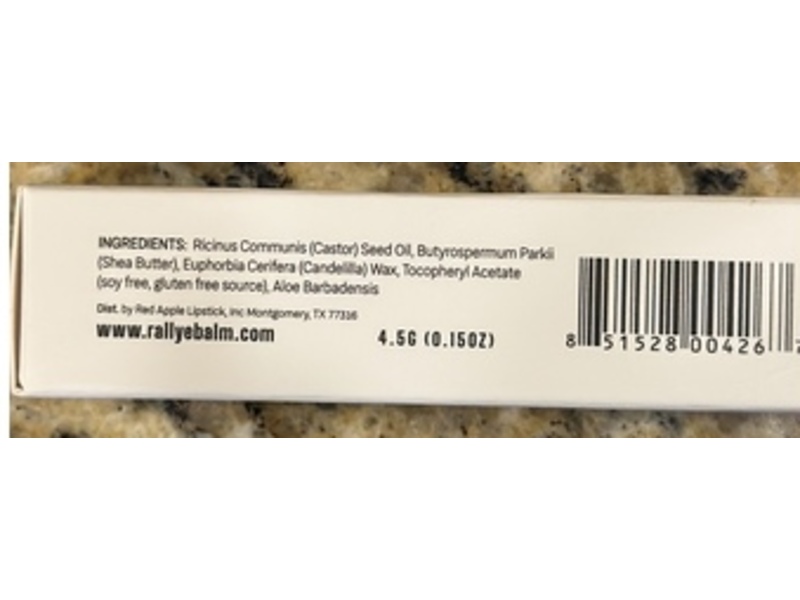 INGREDIENTS: Ricinus Communis (Castor) Seed Oil, Butyrospermum Parkii
(Shea Butter), Euphorbia Cerifera (Candelilla) Wax, Tocopheryl Acetate
(soy free, gluten free source), Aloe Barbadensis
Dist. by Red Apple Lipstick, Inc Montgomery, TX 77316
www.rallyebalm.com
4.5G (0.15OZ)
8 51528 00426